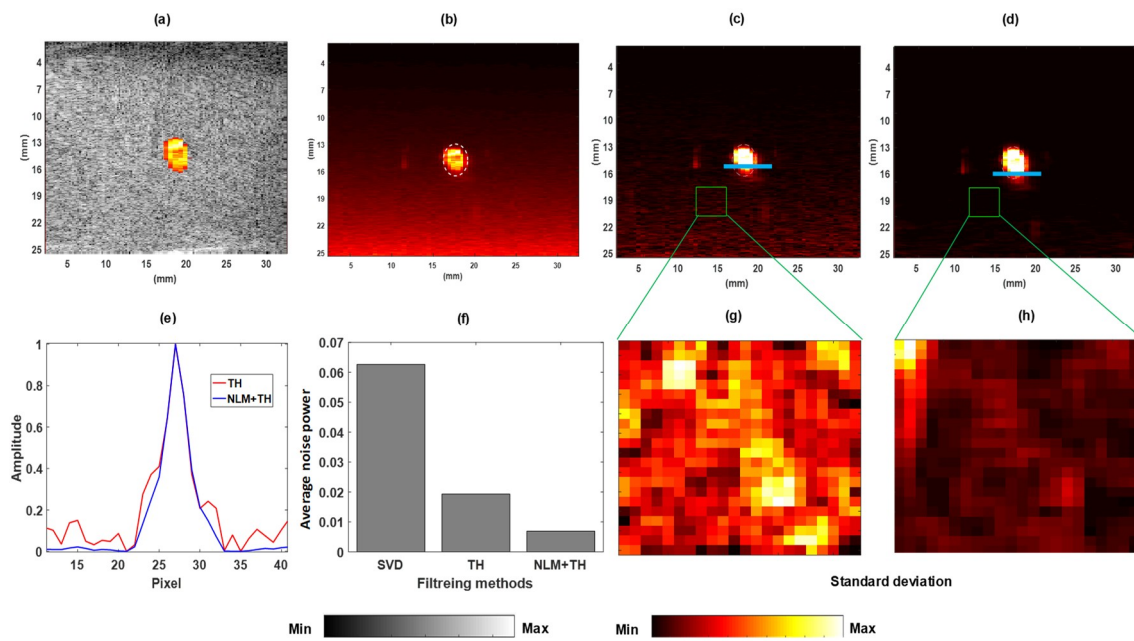 (a) (b) (c) (d)
4 4 4 4
7 7 7 7
10 10 10 10
(mm) 13 (mm) 13 (mm) 13 (mm) 13
16 16 16 16
19 19 19 19
22 22 22 22
25 25 25 25
5 10 15 20 25 30 5 10 15 20 25 30 5 10 15 20 25 30 5 10 15 20 25 30
(mm) (mm) (mm) (mm)
(e) (f) (g) (h)
Amplitude
1
0.8
0.6
0.4
0.2
0
TH
NLM+TH
15 20 25 30 35 40
Pixel
Average noise power
0.07
0.06
0.05
0.04
0.03
0.02
0.01
0
SVD TH NLM+TH
Filtreing methods
Standard deviation
Min Max Min Max